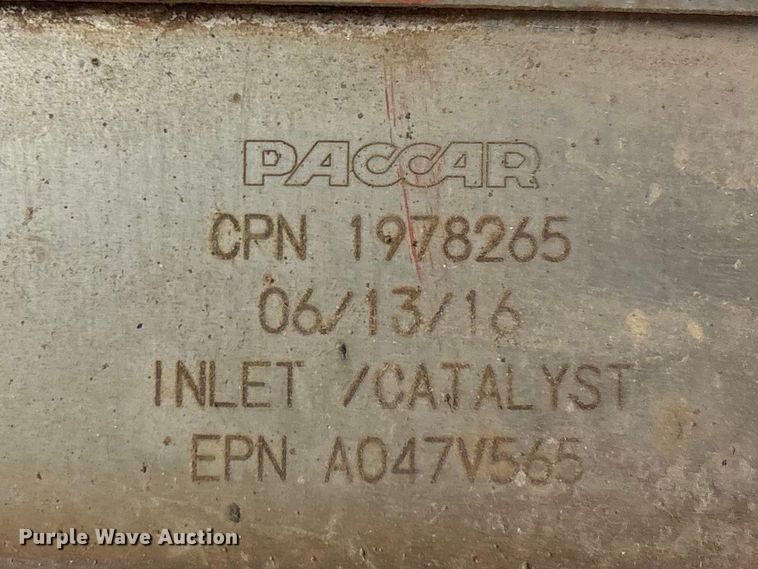 PACCAR
CPN 1978265
06/13/16
INLET /CATALYST
EPN A047V565
Purple Wave Auction